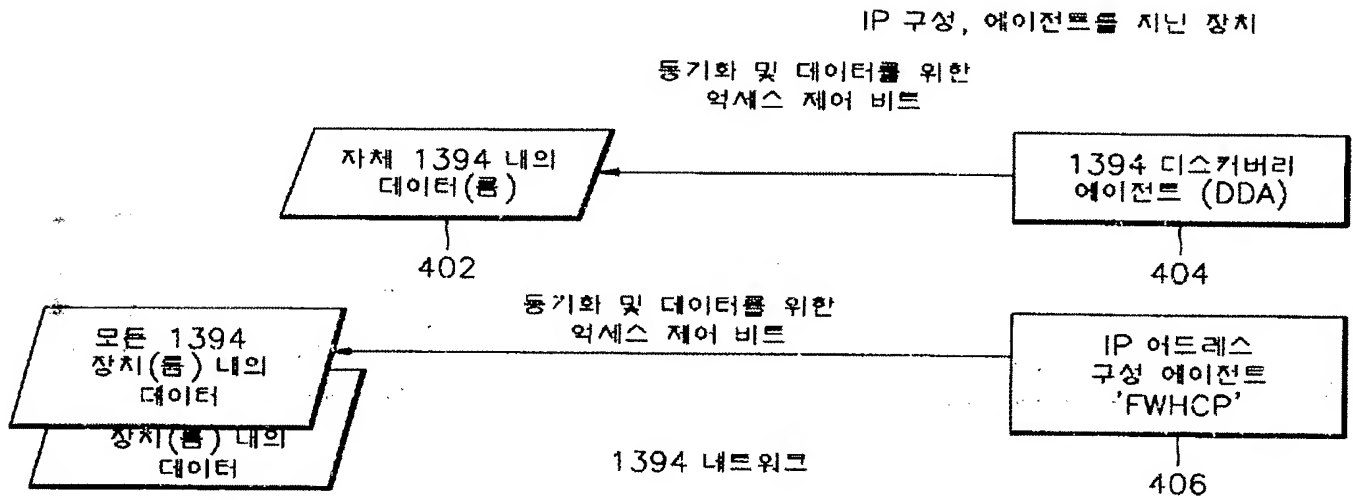 IP 구성, 에이전트를 지닌 장치
동기화 및 데이터를 위한
억세스 제어 비트
자체 1394 내의
데이터(롬)
1394 디스커버리
에이전트 (DDA)
402
404
동기화 및 데이터를 위한
억세스 제어 비트
모든 1394
장치(롬) 내의
데이터
IP 어드레스
구성 에이전트
'FWHCP'
장치(롬) 내의
데이터
1394 네트워크
406